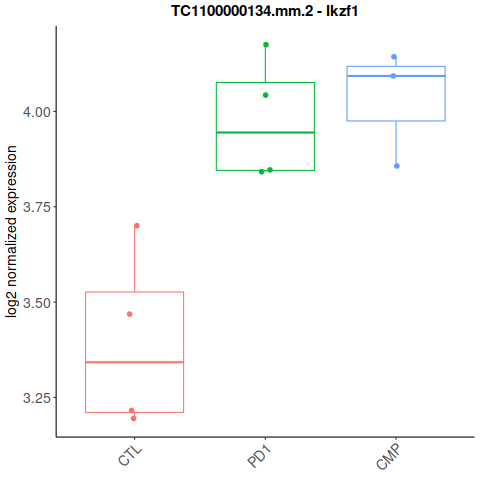 TC1100000134.mm.2 - Ikzf1
log2 normalized expression
4.00
3.75
3.50
3.25
CTL
PD1
CMP